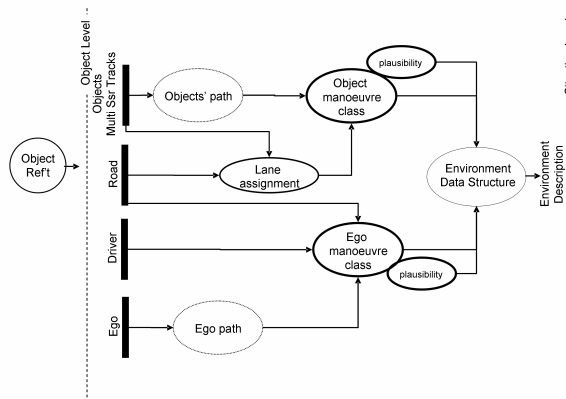 Object
Ref't
Object Level
Objects
Multi Ssr Tracks
Road
Driver
Ego
Objects' path
Lane
assignment
Ego path
Object
manoeuvre
class
plausibility
Ego
manoeuvre
class
plausibility
Environment
Data Structure
Environment
Description